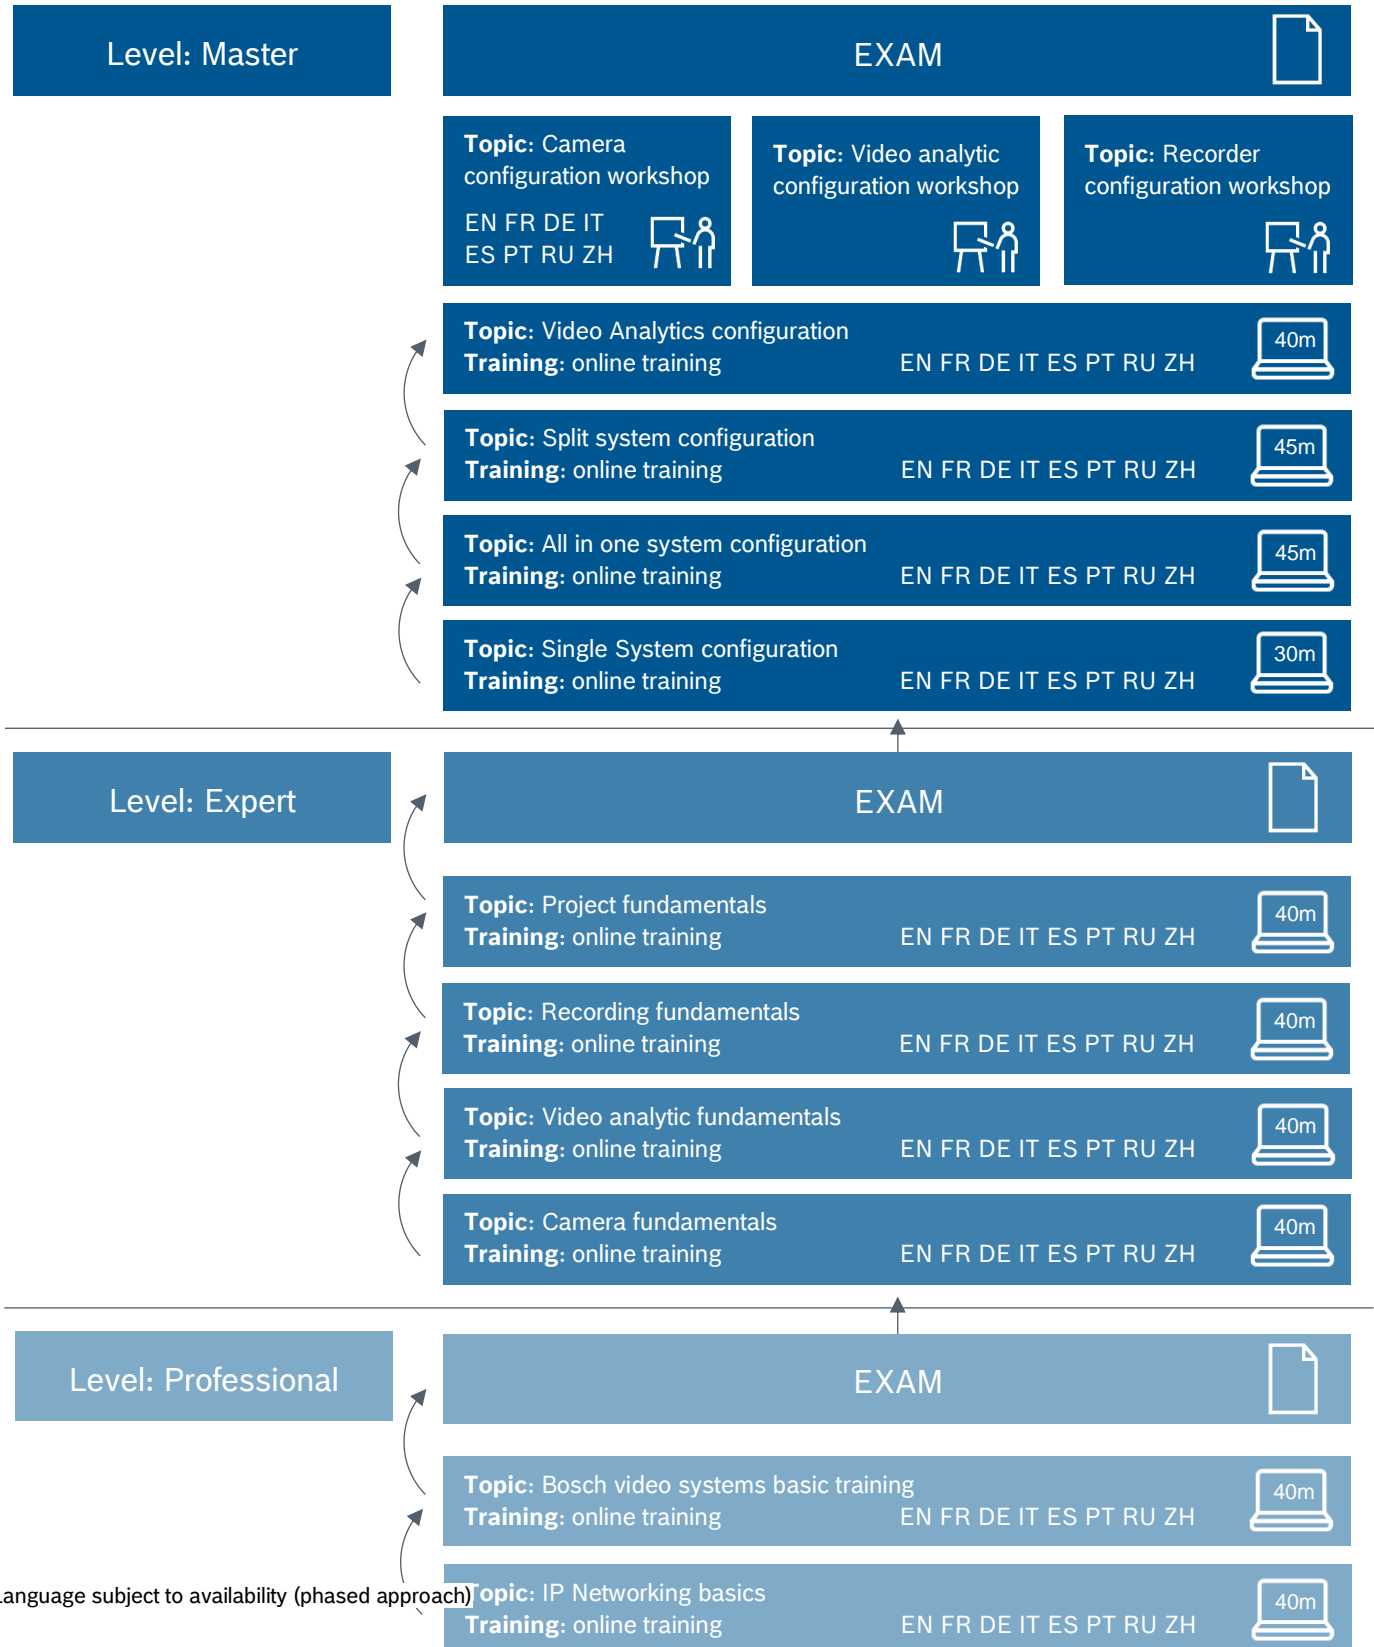 Level: Master
EXAM
Topic: Camera
configuration workshop
EN FR DE IT
ES PT RU ZH
Topic: Video analytic
configuration workshop
Topic: Recorder
configuration workshop
Topic: Video Analytics configuration
Training: online training EN FR DE IT ES PT RU ZH
40m
Topic: Split system configuration
Training: online training EN FR DE IT ES PT RU ZH
45m
Topic: All in one system configuration
Training: online training EN FR DE IT ES PT RU ZH
45m
Topic: Single System configuration
Training: online training EN FR DE IT ES PT RU ZH
30m
Level: Expert
EXAM
Topic: Project fundamentals
Training: online training EN FR DE IT ES PT RU ZH
40m
Topic: Recording fundamentals
Training: online training EN FR DE IT ES PT RU ZH
40m
Topic: Video analytic fundamentals
Training: online training EN FR DE IT ES PT RU ZH
40m
Topic: Camera fundamentals
Training: online training EN FR DE IT ES PT RU ZH
40m
Level: Professional
EXAM
Topic: Bosch video systems basic training
Training: online training EN FR DE IT ES PT RU ZH
40m
Language subject to availability (phased approach)
Topic: IP Networking basics
Training: online training EN FR DE IT ES PT RU ZH
40m